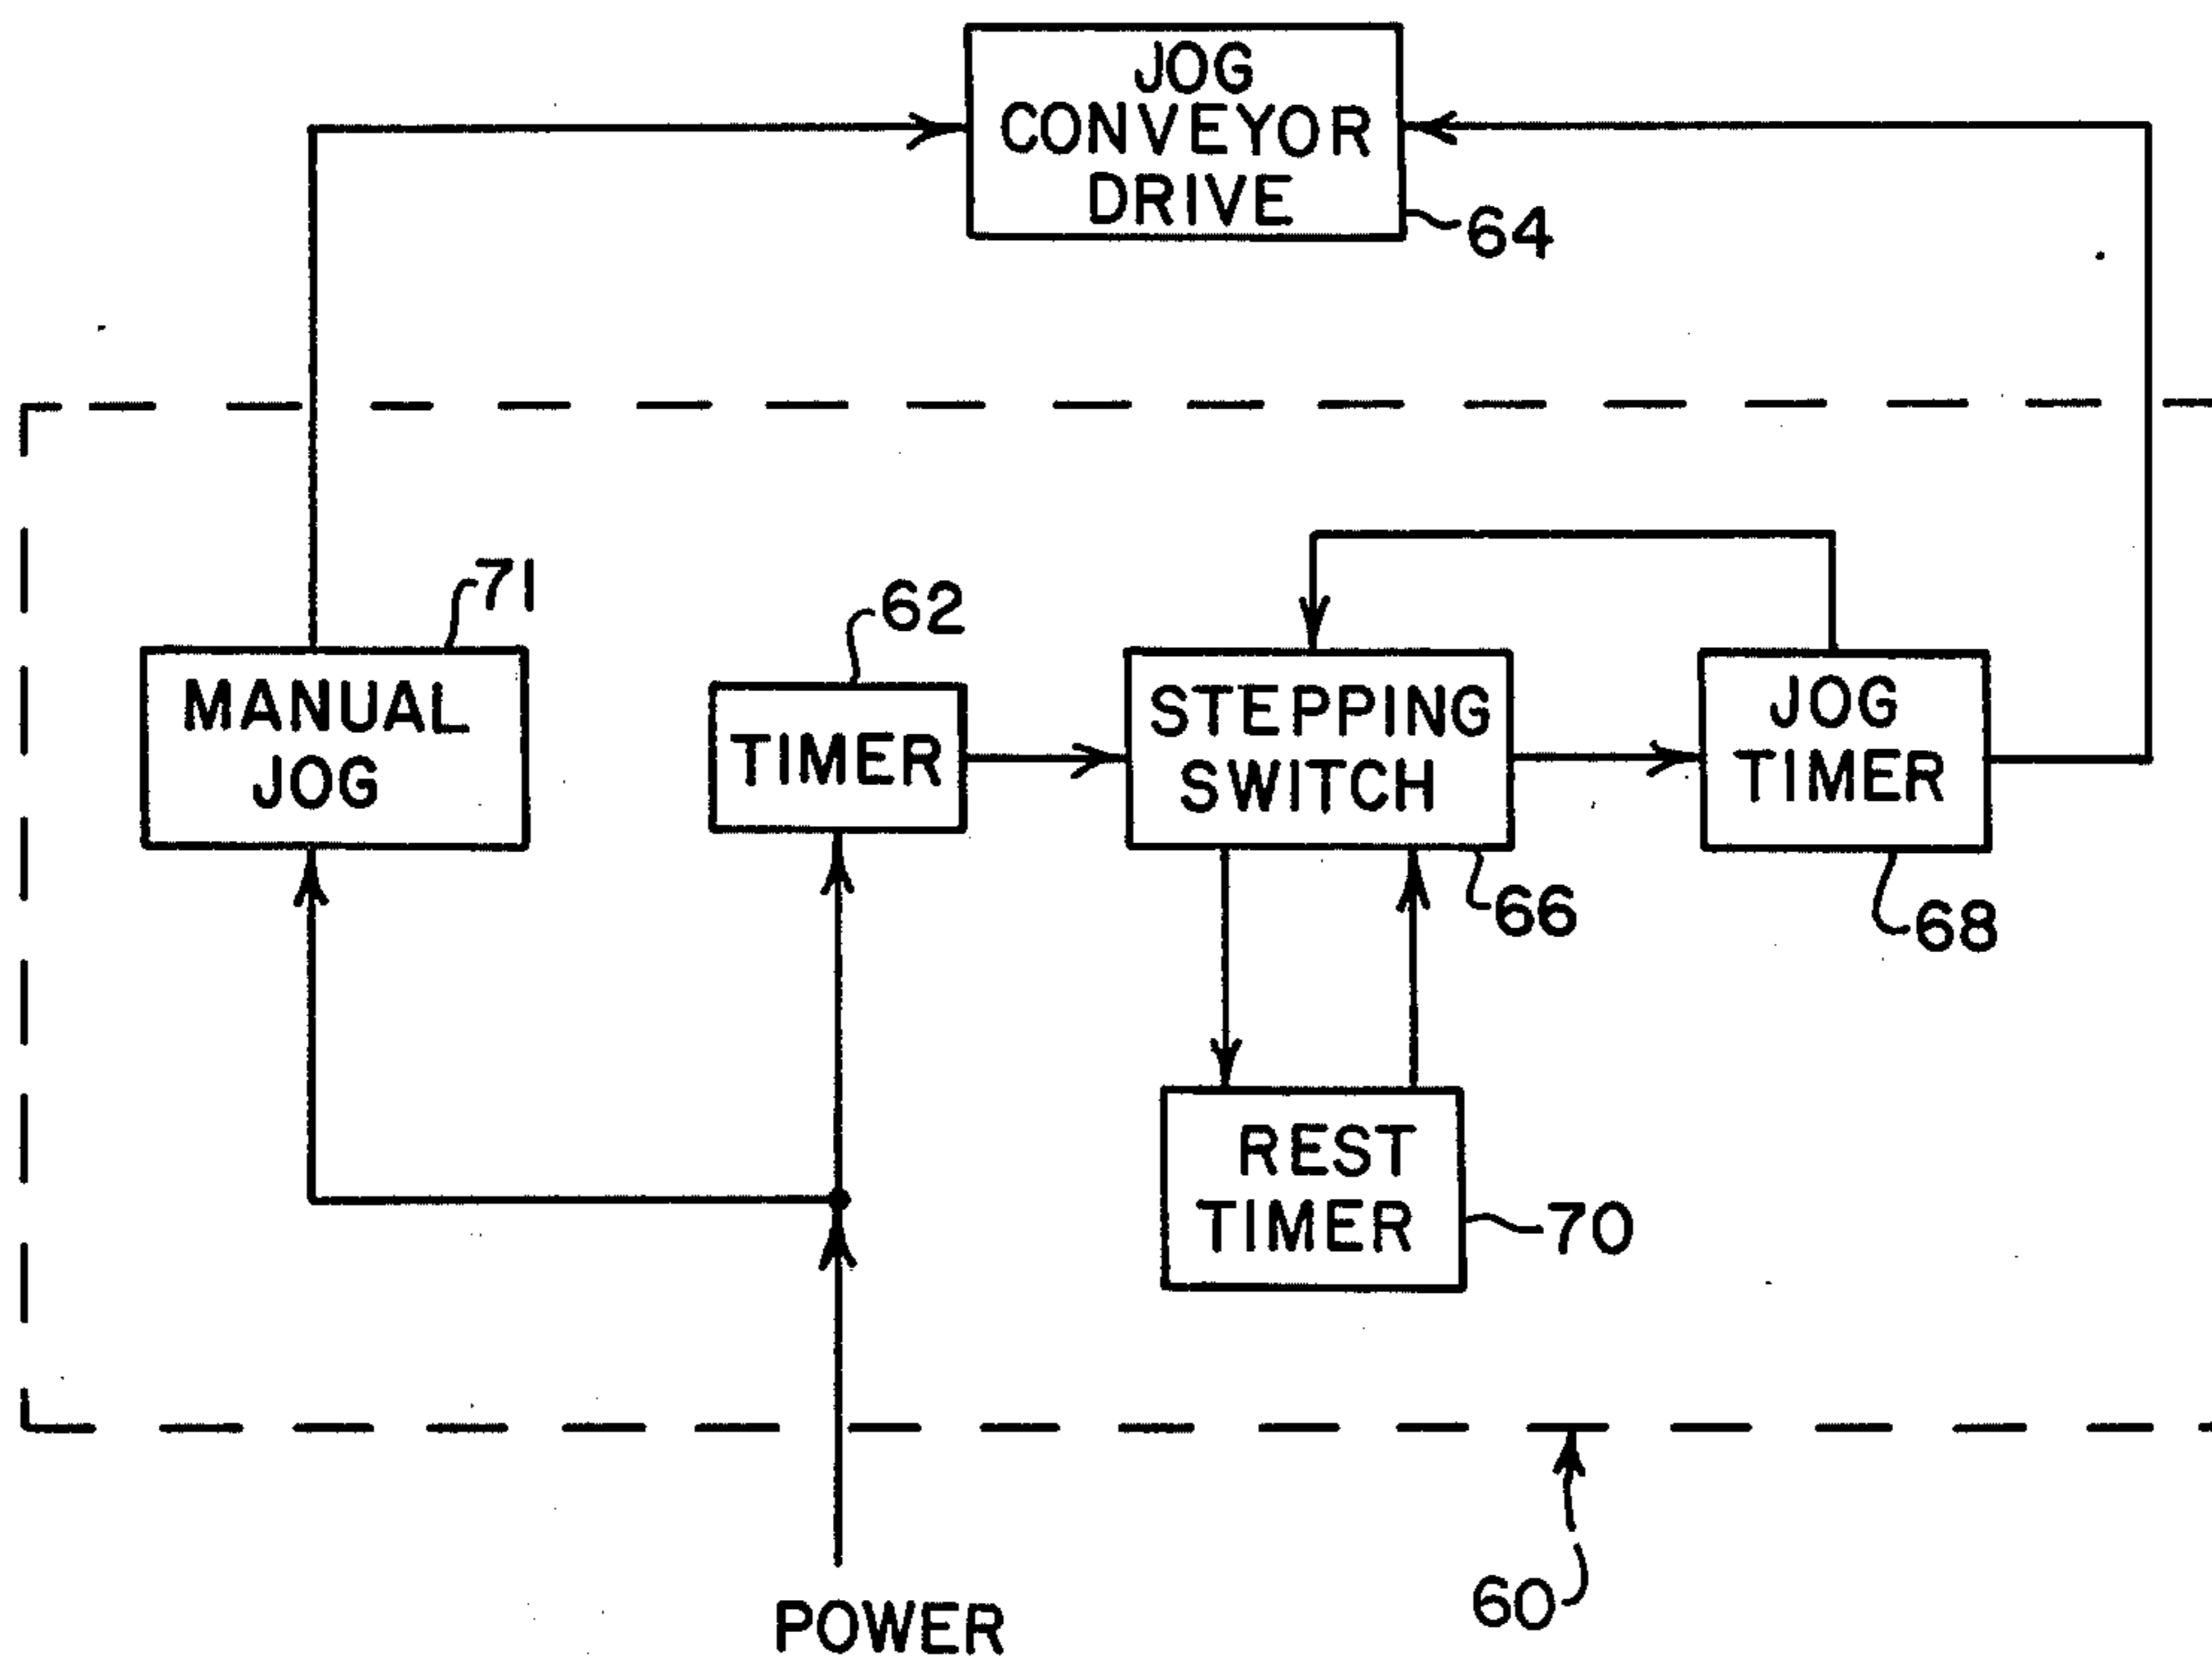 JOG
CONVEYOR
DRIVE
64
71
62
MANUAL
JOG
TIMER
STEPPING
SWITCH
JOG
TIMER
66
68
REST
TIMER
70
60
POWER